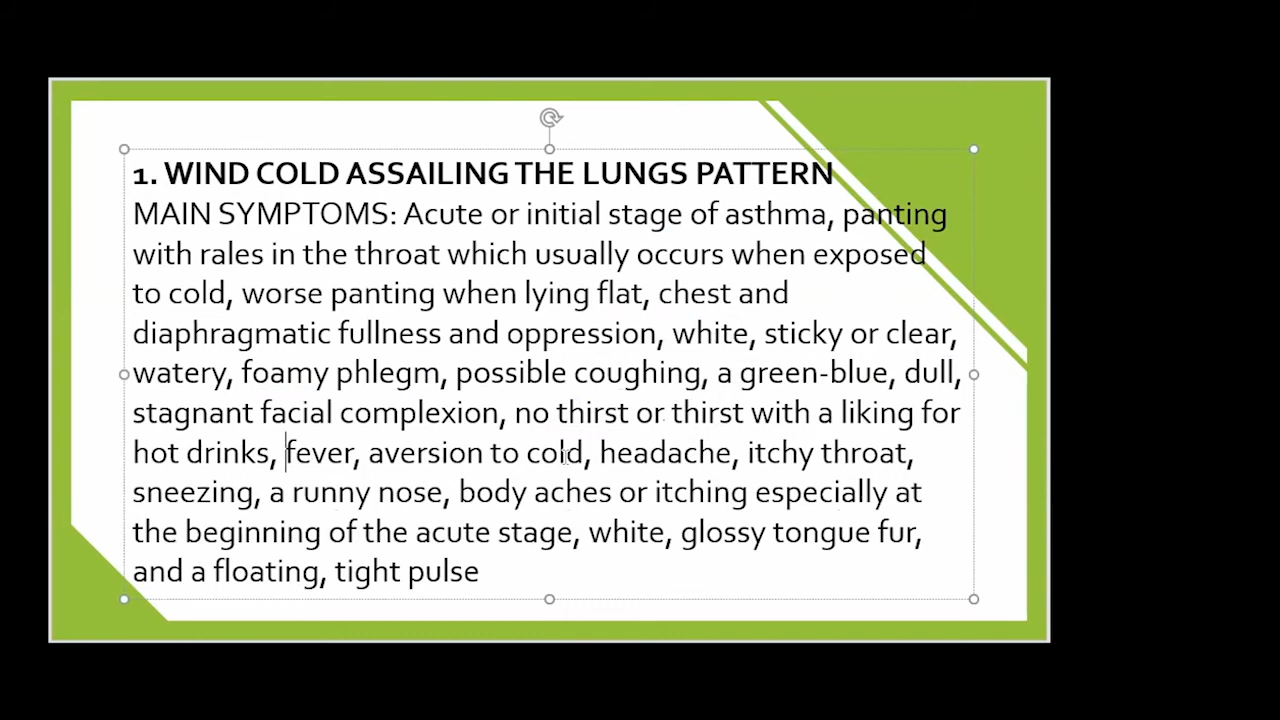 1. WIND COLD ASSAILING THE LUNGS PATTERN
MAIN SYMPTOMS: Acute or initial stage of asthma, panting
with rales in the throat which usually occurs when exposed
to cold, worse panting when lying flat, chest and
diaphragmatic fullness and oppression, white, sticky or clear,
watery, foamy phlegm, possible coughing, a green-blue, dull,
stagnant facial complexion, no thirst or thirst with a liking for
hot drinks, fever, aversion to cold, headache, itchy throat,
sneezing, a runny nose, body aches or itching especially at
the beginning of the acute stage, white, glossy tongue fur,
and a floating, tight pulse